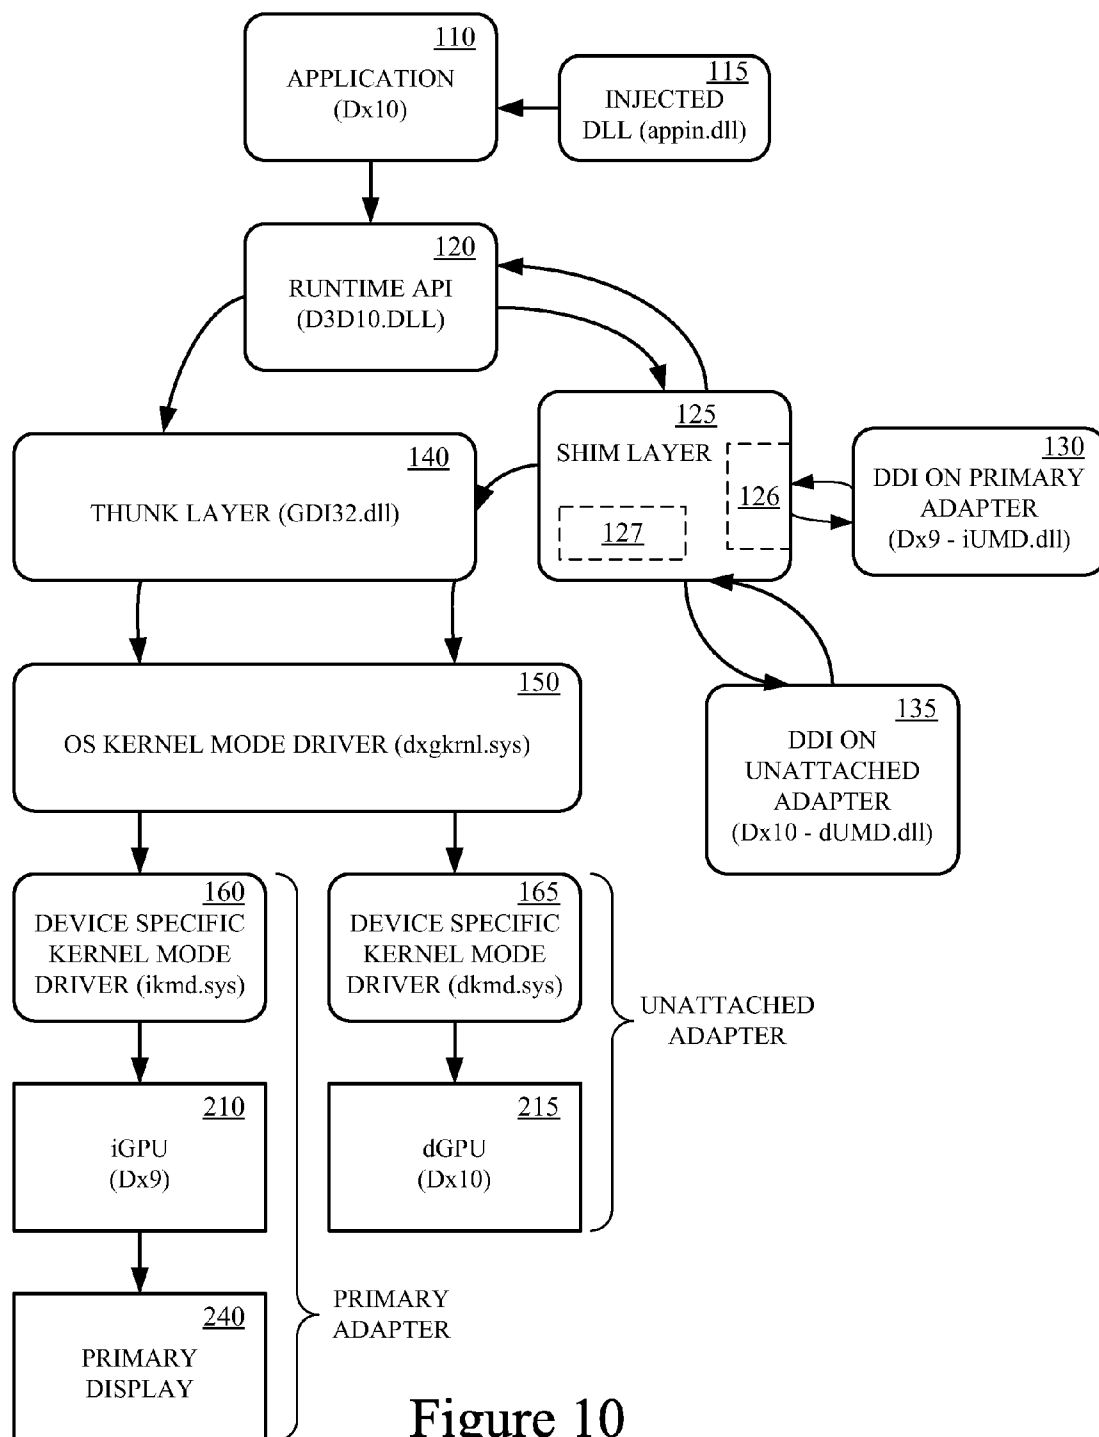 110
APPLICATION
(Dx10)
115
INJECTED
DLL (appin.dll)
120
RUNTIME API
(D3D10.DLL)
125
SHIM LAYER
126
127
130
DDI ON PRIMARY
ADAPTER
(Dx9 - iUMD.dll)
140
THUNK LAYER (GDI32.dll)
150
OS KERNEL MODE DRIVER (dxgkrnl.sys)
135
DDI ON
UNATTACHED
ADAPTER
(Dx10 - dUMD.dll)
160
DEVICE SPECIFIC
KERNEL MODE
DRIVER (ikmd.sys)
165
DEVICE SPECIFIC
KERNEL MODE
DRIVER (dkmd.sys)
UNATTACHED
ADAPTER
210
iGPU
(Dx9)
215
dGPU
(Dx10)
240
PRIMARY
DISPLAY
PRIMARY
ADAPTER
Figure 10